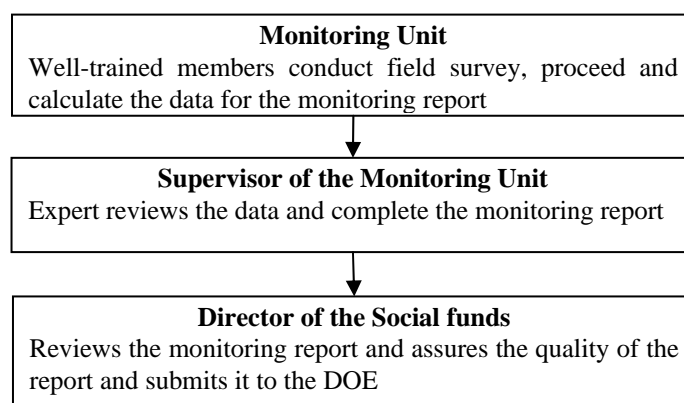 Monitoring Unit
Well-trained members conduct field survey, proceed and
calculate the data for the monitoring report
Supervisor of the Monitoring Unit
Expert reviews the data and complete the monitoring report
Director of the Social funds
Reviews the monitoring report and assures the quality of the
report and submits it to the DOE